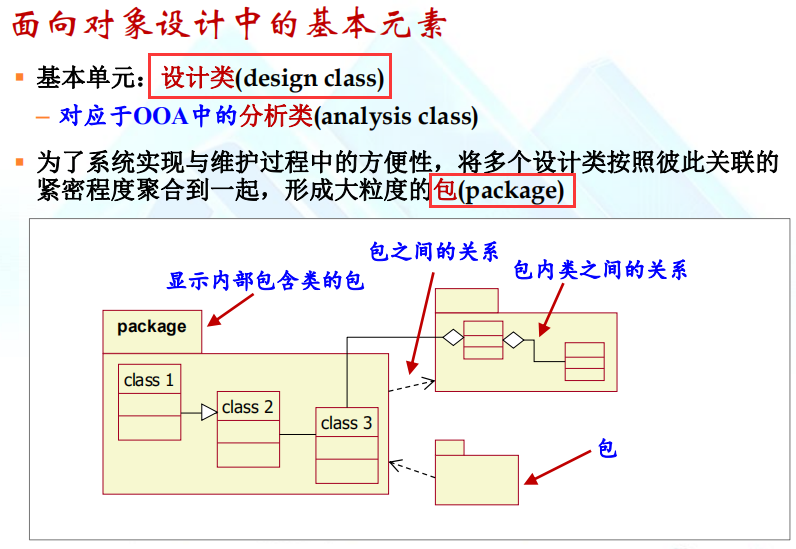 面向对象设计中的基本元素
基本单元：设计类(design class)
– 对应于OOA中的分析类(analysis class)
为了系统实现与维护过程中的方便性，将多个设计类按照彼此关联的
紧密程度聚合到一起，形成大粒度的包(package)
包之间的关系
显示内部包含类的包
包内类之间的关系
package
class 1
class 2
class 3
包